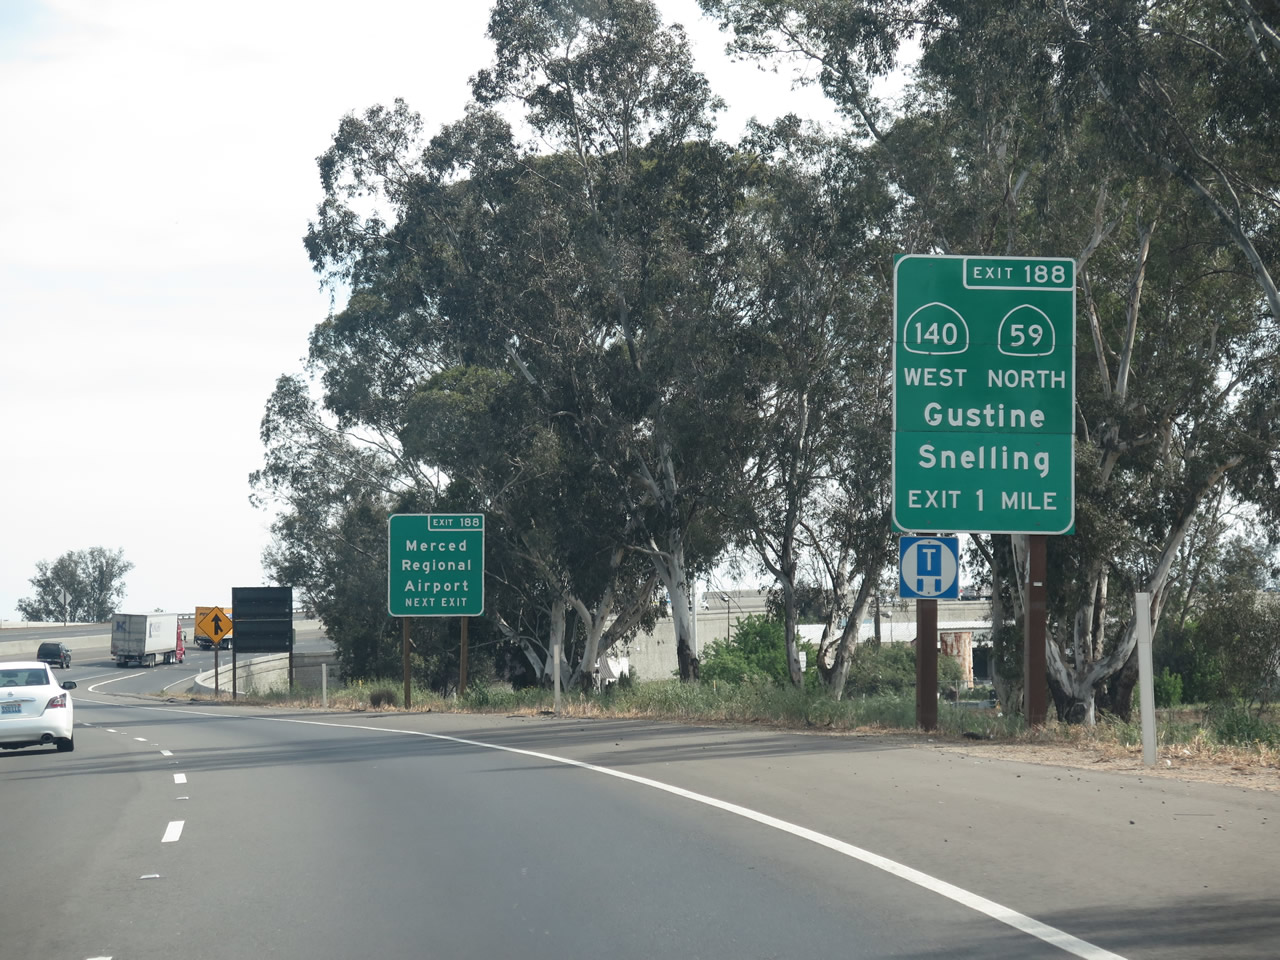 EXIT 188
140 59
WEST NORTH
Gustine
Snelling
EXIT 1 MILE
T
EXIT 188
Merced
Regional
Airport
NEXT EXIT
K